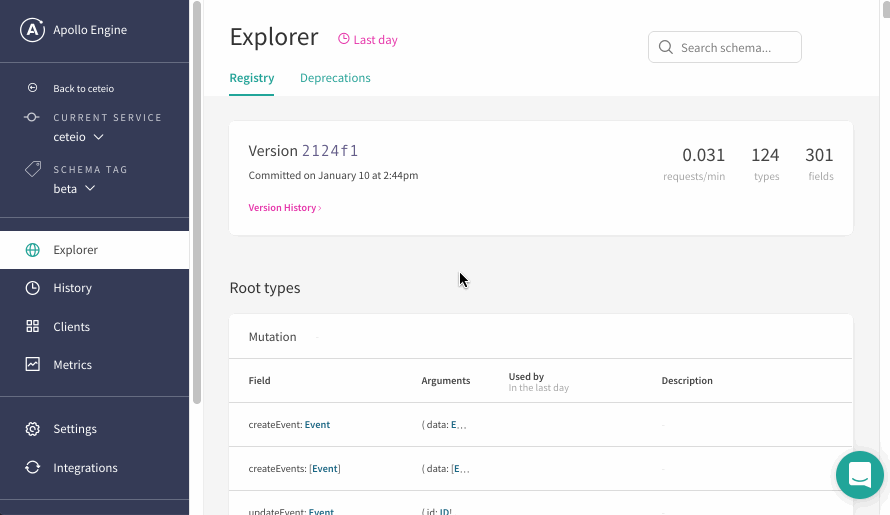 Apollo Engine
Back to ceteio
CURRENT SERVICE
ceteio
SCHEMA TAG
beta
Explorer
History
Clients
Metrics
Settings
Integrations
Explorer
Last day
Search schema...
Registry
Deprecations
Version 2124f1
Committed on January 10 at 2:44pm
Version History ›
0.031
requests/min
124
types
301
fields
Root types
Mutation
Field Arguments Used by Description
In the last day
createEvent: Event ( data: E...
createEvents: [Event] ( data: [E...
updateEvent: Event ( id: ID!